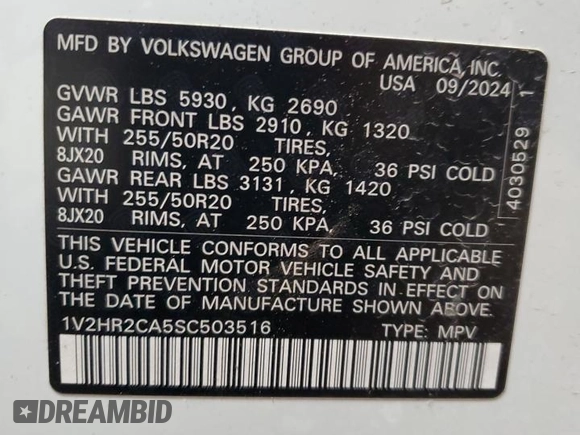 MFD BY VOLKSWAGEN GROUP OF AMERICA, INC.
USA 09/2024
GVWR LBS 5930, KG 2690
GAWR FRONT LBS 2910, KG 1320
WITH 255/50R20 TIRES,
8JX20 RIMS, AT 250 KPA, 36 PSI COLD
GAWR REAR LBS 3131, KG 1420
WITH 255/50R20 TIRES,
8JX20 RIMS, AT 250 KPA, 36 PSI COLD
THIS VEHICLE CONFORMS TO ALL APPLICABLE
U.S. FEDERAL MOTOR VEHICLE SAFETY AND
THEFT PREVENTION STANDARDS IN EFFECT ON
THE DATE OF MANUFACTURE SHOWN ABOVE.
1V2HR2CA5SC503516 TYPE: MPV
4030529 1
DREAMBID